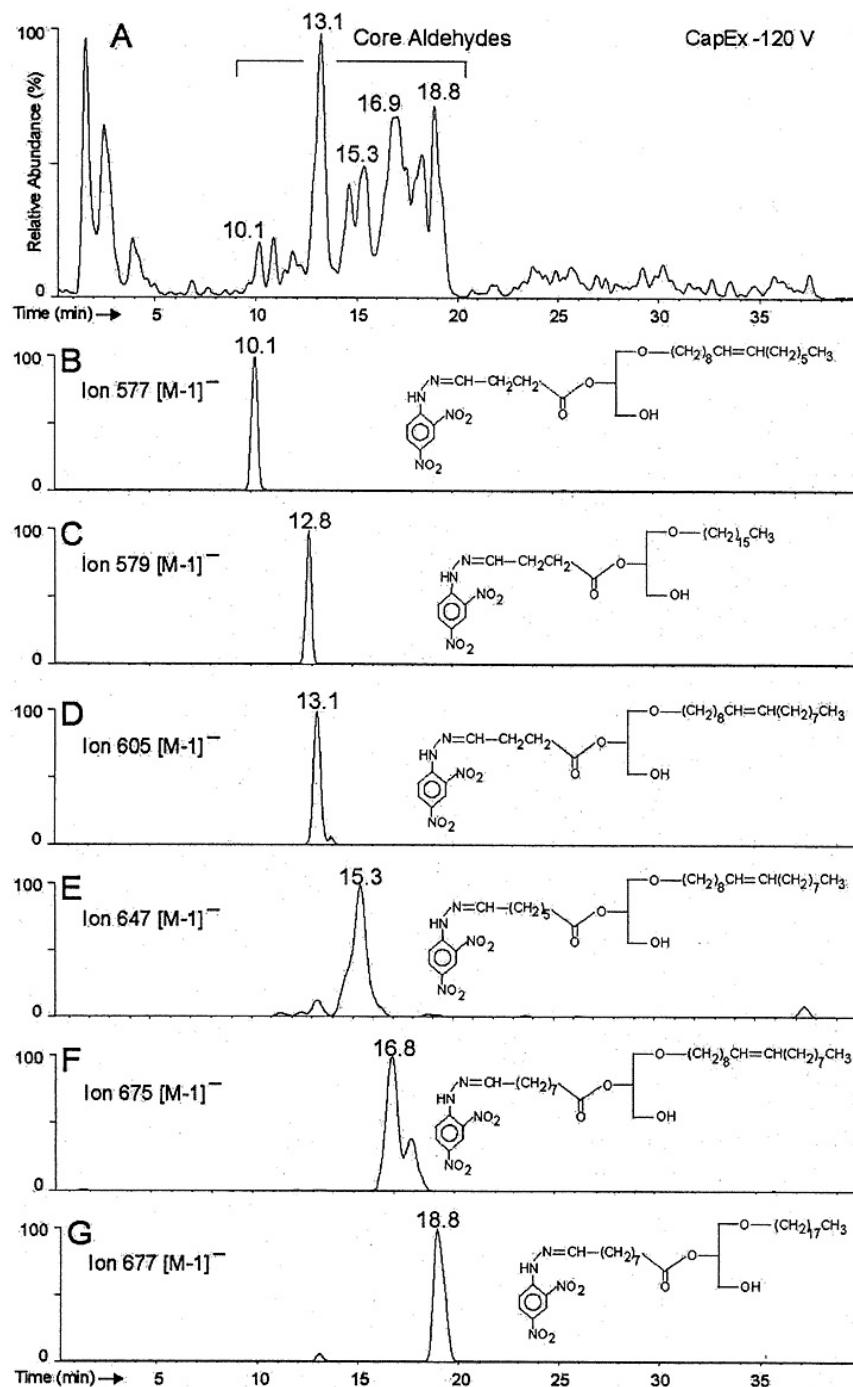 A
Core Aldehydes
CapEx -120 V
100
13.1
16.9
18.8
15.3
10.1
Relative Abundance (%)
0
Time (min)
5
10
15
20
25
30
35
B
100
0
10.1
Ion 577 [M-1]−
HN
N=CH—CH2CH2
NO2
NO2
O
O
O—(CH2)8CH=CH(CH2)5CH3
OH
C
100
0
12.8
Ion 579 [M-1]−
HN
N=CH—CH2CH2
NO2
NO2
O
O
O—(CH2)15CH3
OH
D
100
0
13.1
Ion 605 [M-1]−
HN
N=CH—CH2CH2
NO2
NO2
O
O
O—(CH2)8CH=CH(CH2)7CH3
OH
E
100
0
15.3
Ion 647 [M-1]−
HN
N=CH—(CH2)5
NO2
NO2
O
O
O—(CH2)8CH=CH(CH2)7CH3
OH
F
100
0
16.8
Ion 675 [M-1]−
HN
N=CH—(CH2)7
NO2
NO2
O
O
O—(CH2)8CH=CH(CH2)7CH3
OH
G
100
0
18.8
Ion 677 [M-1]−
HN
N=CH—(CH2)7
NO2
NO2
O
O
O—(CH2)17CH3
OH
Time (min)
5
10
15
20
25
30
35